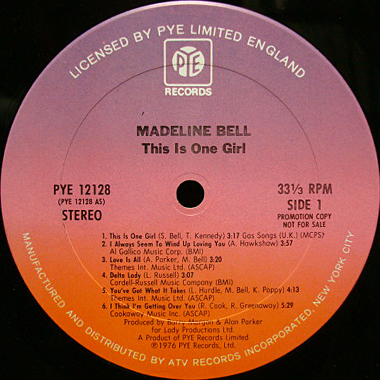 LICENSED BY PYE LIMITED ENGLAND
PYE
RECORDS
MADELINE BELL
This Is One Girl
PYE 12128
(PYE 12128 AS)
STEREO
33⅓ RPM
SIDE 1
PROMOTION COPY
NOT FOR SALE
1. This Is One Girl (S. Bell, T. Kennedy) 3:17 Gas Songs (U.K.) (MCPS)
2. I Always Seem To Wind Up Loving You (A. Hawkshaw) 3:57
Al Gallico Music Corp. (BMI)
3. Love Is All (A. Parker, M. Bell) 3:20
Themes Int. Music Ltd. (ASCAP)
4. Delta Lady (L. Russell) 3:07
Cordell-Russell Music Company (BMI)
5. You've Got What It Takes (L. Hurdle, M. Bell, K. Poppy) 4:13
Themes Int. Music Ltd. (ASCAP)
6. I Think I'm Getting Over You (R. Cook, R. Greenaway) 5:29
Cookaway Music Inc. (ASCAP)
Produced by Barry Morgan & Alan Parker
for Lady Productions Ltd.
A Product of PYE Records Limited
℗1976 PYE Records, Ltd.
MANUFACTURED AND DISTRIBUTED BY ATV RECORDS INCORPORATED, NEW YORK CITY